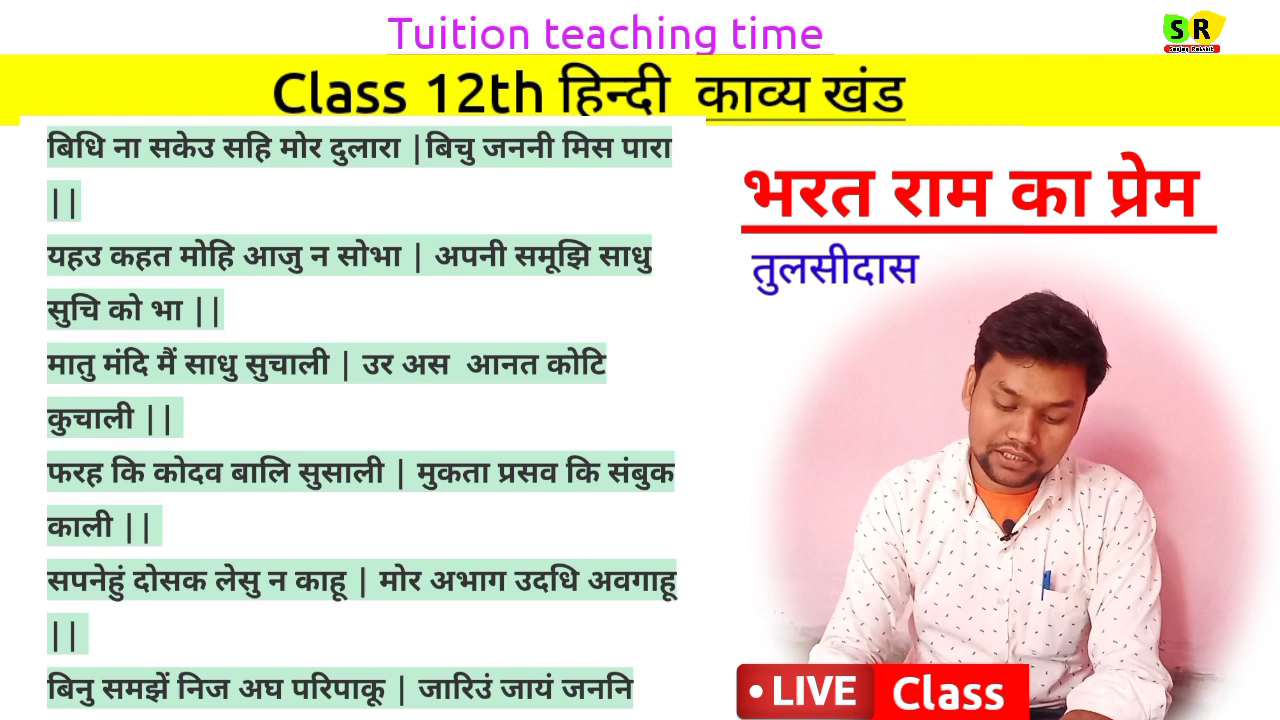 Tuition teaching time
SR
Class 12th हिन्दी काव्य खंड
बिधि ना सकेउ सहि मोर दुलारा |बिचु जननी मिस पारा
||
यहउ कहत मोहि आजु न सोभा | अपनी समूझि साधु
सुचि को भा ||
मातु मंदि मैं साधु सुचाली | उर अस आनत कोटि
कुचाली ||
फरह कि कोदव बालि सुसाली | मुकता प्रसव कि संबुक
काली ||
सपनेहुं दोसक लेसु न काहू | मोर अभाग उदधि अवगाहू
||
बिनु समझें निज अघ परिपाकू | जारिउं जायं जननि
भरत राम का प्रेम
तुलसीदास
• LIVE Class